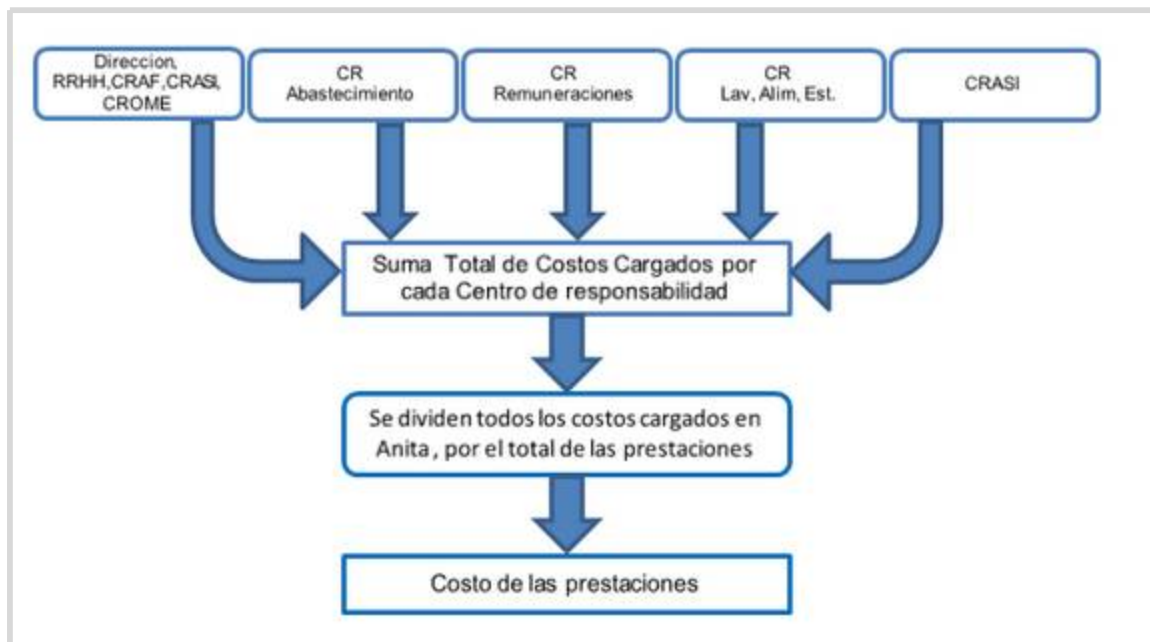 Direccion,
RRHH,CRAF,CRASI,
CROME
CR
Abastecimiento
CR
Remuneraciones
CR
Lav, Alim, Est.
CRASI
Suma Total de Costos Cargados por
cada Centro de responsabilidad
Se dividen todos los costos cargados en
Anita , por el total de las prestaciones
Costo de las prestaciones